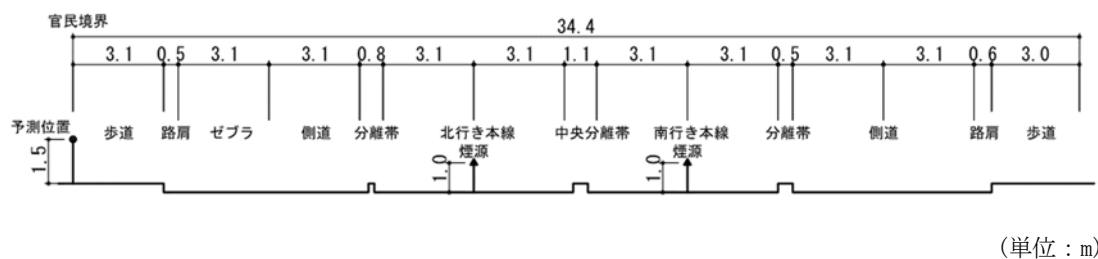 官民境界
34.4
3.1 0.5 3.1 3.1 0.8 3.1 3.1 1.1 3.1 3.1 0.5 3.1 3.1 0.6 3.0
予測位置 歩道 路肩 ゼブラ 側道 分離帯 北行き本線 中央分離帯 南行き本線 分離帯 側道 路肩 歩道
煙源 煙源
1.5 1.0 1.0
(単位：m)